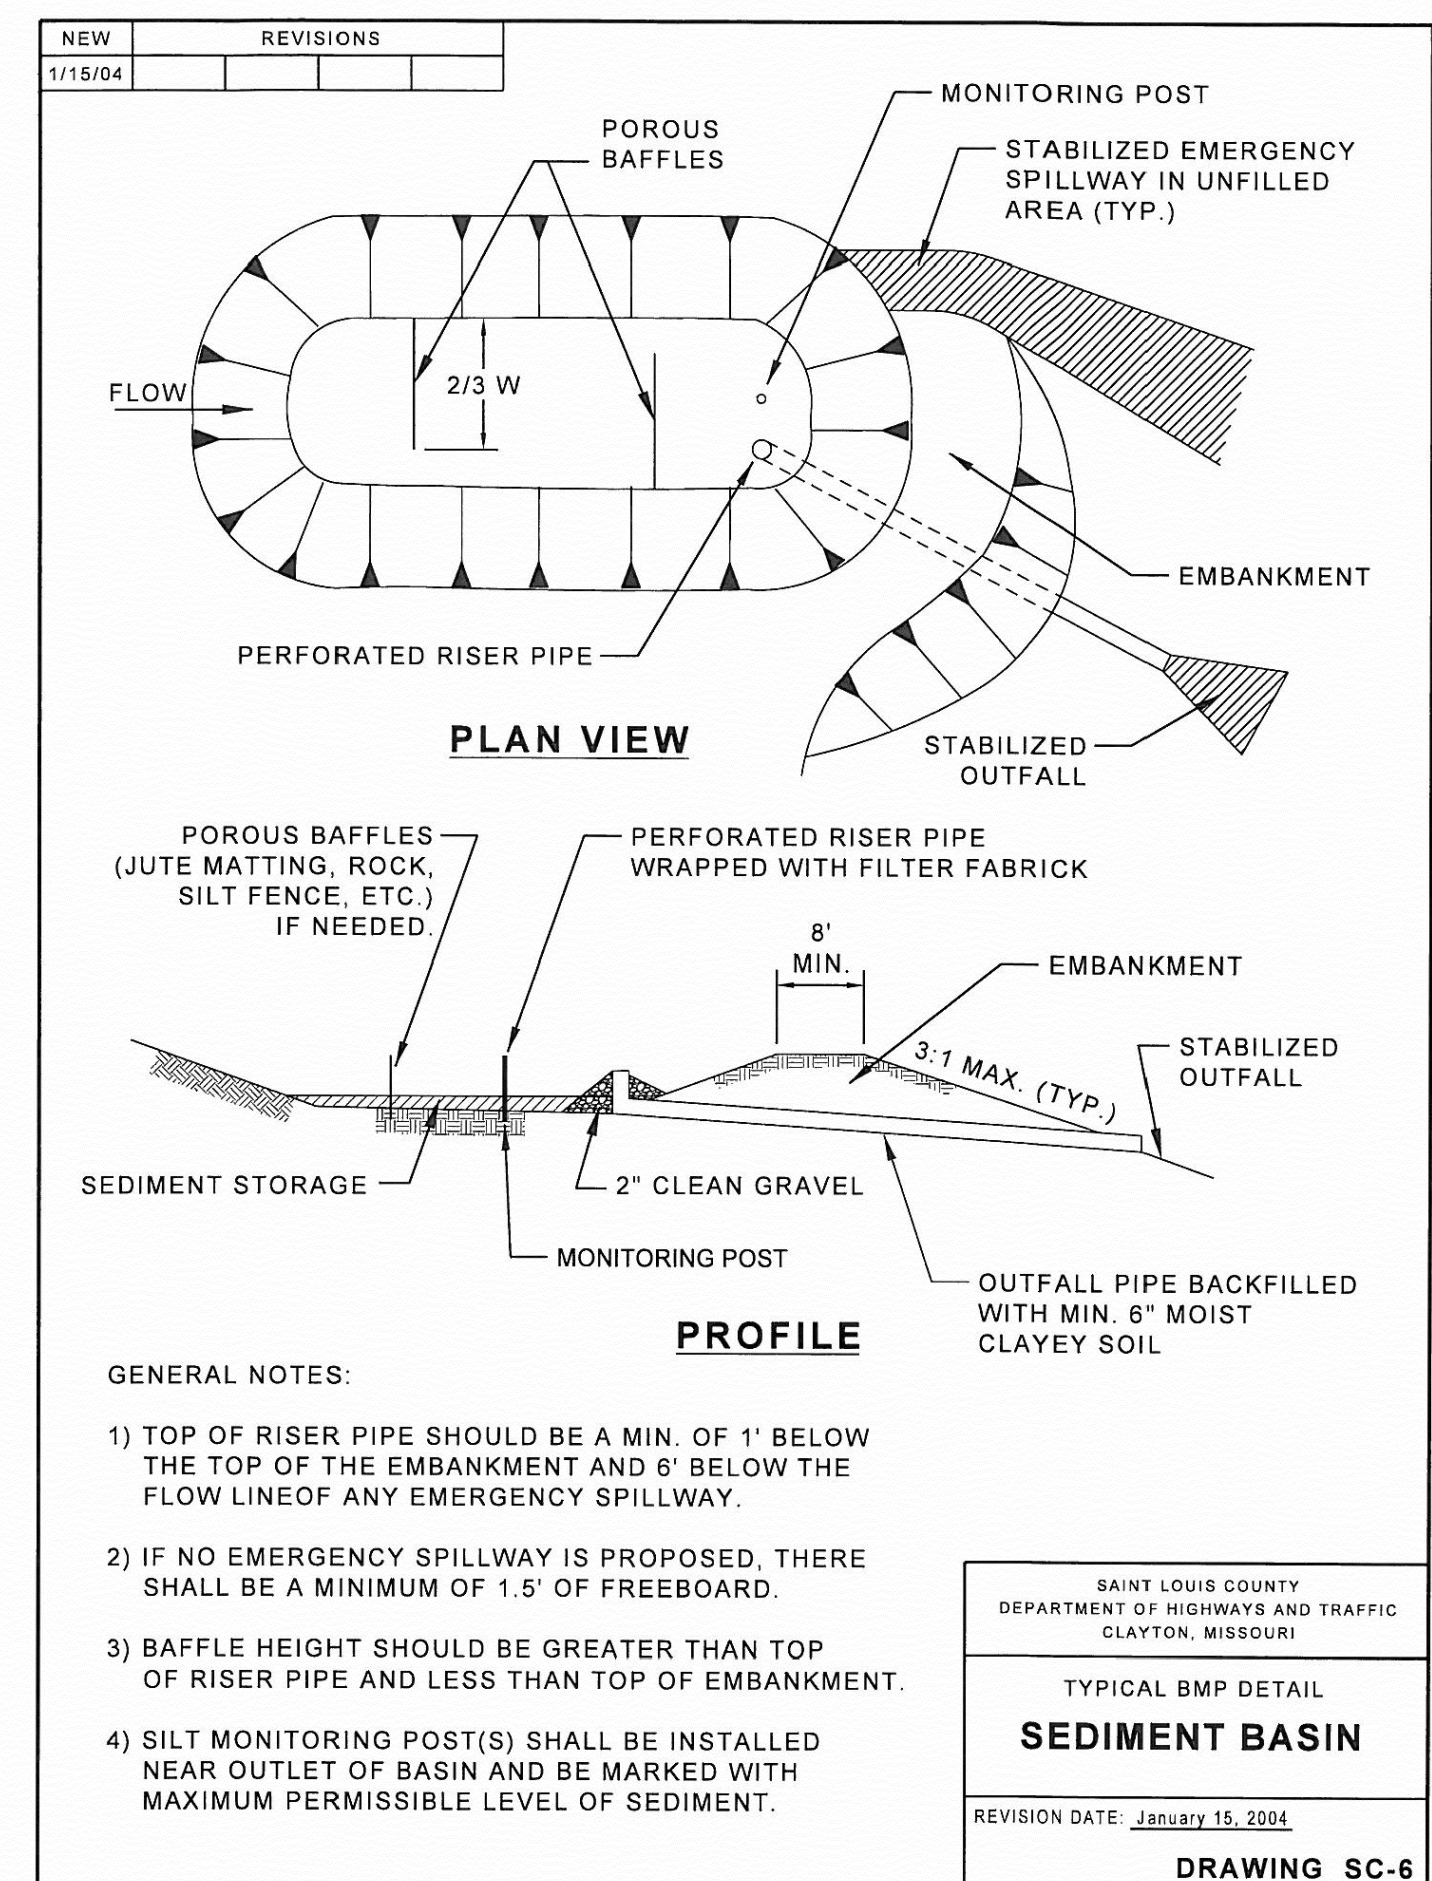 NEW
REVISIONS
1/15/04
MONITORING POST
POROUS
BAFFLES
STABILIZED EMERGENCY
SPILLWAY IN UNFILLED
AREA (TYP.)
FLOW
2/3 W
EMBANKMENT
PERFORATED RISER PIPE
PLAN VIEW
STABILIZED
OUTFALL
POROUS BAFFLES
(JUTE MATTING, ROCK,
SILT FENCE, ETC.)
IF NEEDED.
PERFORATED RISER PIPE
WRAPPED WITH FILTER FABRICK
8'
MIN.
EMBANKMENT
3:1 MAX. (TYP.)
STABILIZED
OUTFALL
SEDIMENT STORAGE
2" CLEAN GRAVEL
MONITORING POST
OUTFALL PIPE BACKFILLED
WITH MIN. 6" MOIST
CLAYEY SOIL
PROFILE
GENERAL NOTES:
1) TOP OF RISER PIPE SHOULD BE A MIN. OF 1' BELOW
THE TOP OF THE EMBANKMENT AND 6' BELOW THE
FLOW LINEOF ANY EMERGENCY SPILLWAY.
2) IF NO EMERGENCY SPILLWAY IS PROPOSED, THERE
SHALL BE A MINIMUM OF 1.5' OF FREEBOARD.
3) BAFFLE HEIGHT SHOULD BE GREATER THAN TOP
OF RISER PIPE AND LESS THAN TOP OF EMBANKMENT.
4) SILT MONITORING POST(S) SHALL BE INSTALLED
NEAR OUTLET OF BASIN AND BE MARKED WITH
MAXIMUM PERMISSIBLE LEVEL OF SEDIMENT.
SAINT LOUIS COUNTY
DEPARTMENT OF HIGHWAYS AND TRAFFIC
CLAYTON, MISSOURI
TYPICAL BMP DETAIL
SEDIMENT BASIN
REVISION DATE: January 15, 2004
DRAWING SC-6